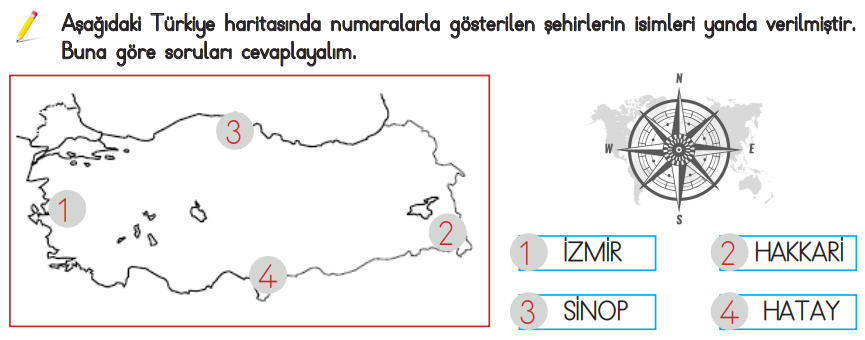 Aşağıdaki Türkiye haritasında numaralarla gösterilen şehirlerin isimleri yanda verilmiştir.
Buna göre soruları cevaplayalım.
3
1
2
4
N
W E
S
1 İZMİR
2 HAKKARİ
3 SİNOP
4 HATAY